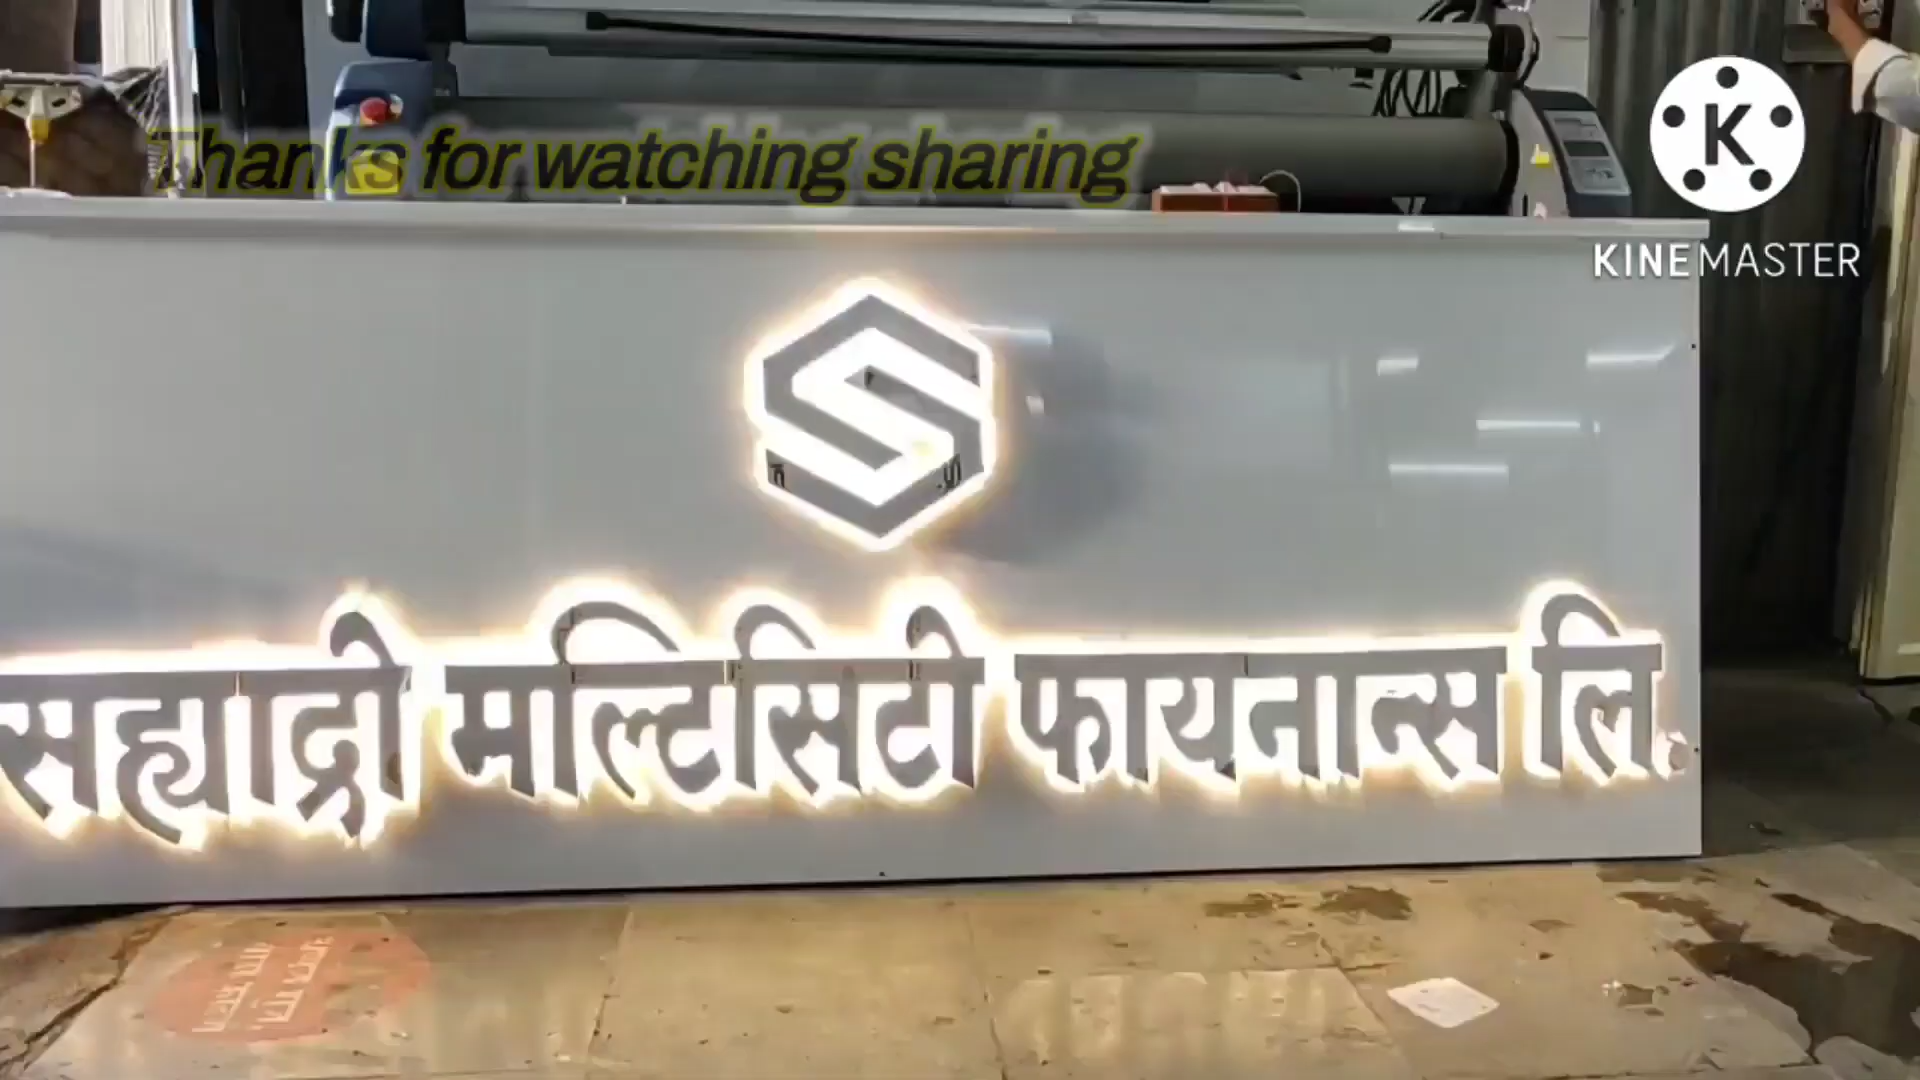 Thanks for watching sharing
K
KINEMASTER
S
सह्याद्री मल्टिसिटी फायनान्स लि.